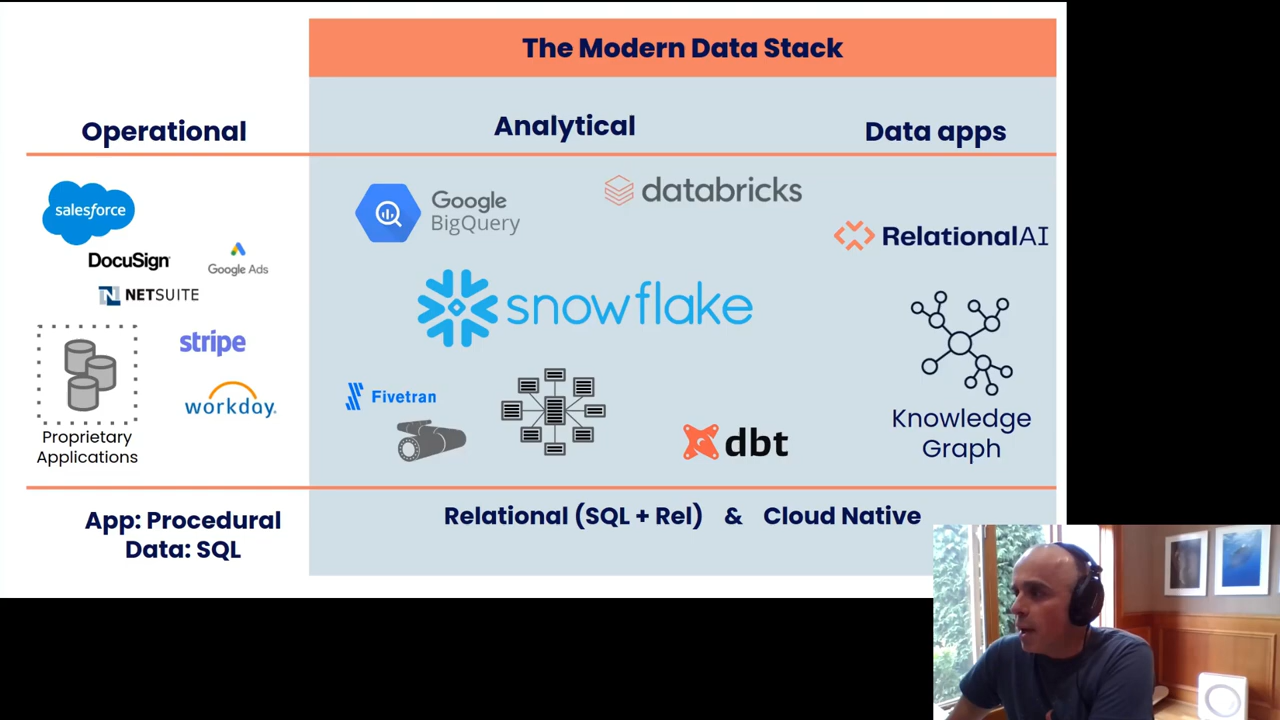 The Modern Data Stack
Operational
Analytical
Data apps
salesforce
DocuSign
Google Ads
NETSUITE
stripe
workday.
Proprietary
Applications
Google
BigQuery
databricks
snowflake
Fivetran
dbt
RelationalAI
Knowledge
Graph
App: Procedural
Data: SQL
Relational (SQL + Rel) & Cloud Native